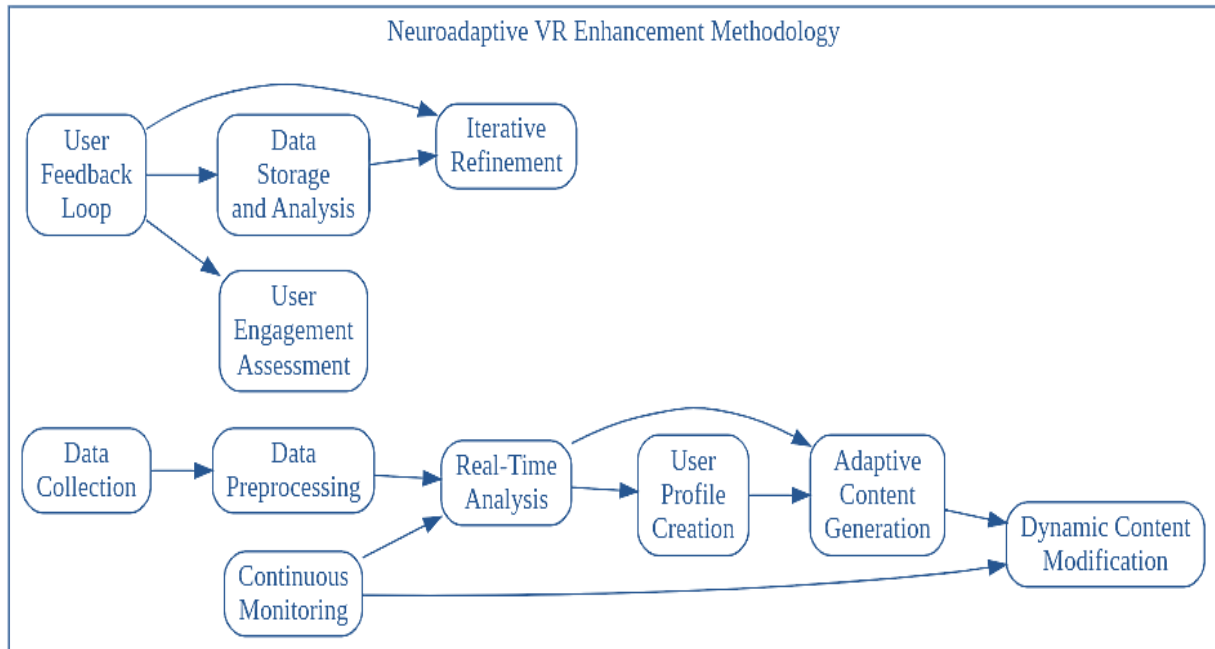 Neuroadaptive VR Enhancement Methodology
User
Feedback
Loop
Data
Storage
and Analysis
Iterative
Refinement
User
Engagement
Assessment
Data
Collection
Data
Preprocessing
Real-Time
Analysis
User
Profile
Creation
Adaptive
Content
Generation
Dynamic Content
Modification
Continuous
Monitoring